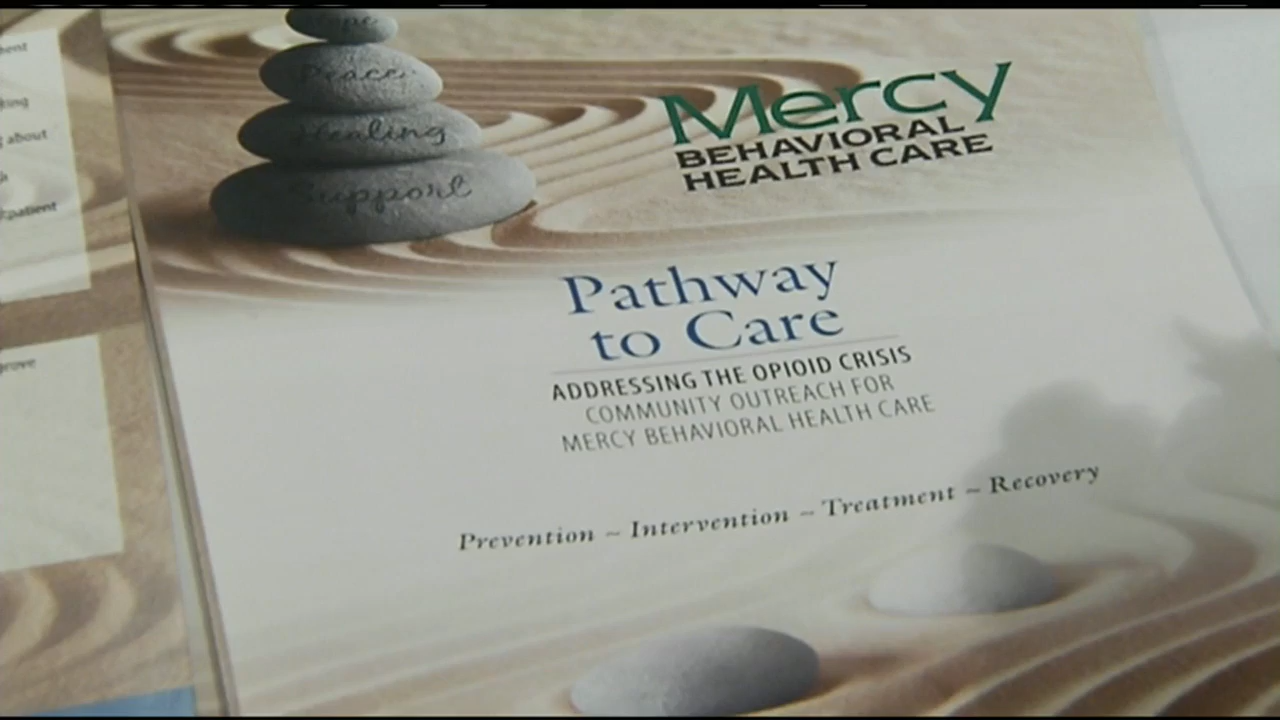 Peace
Healing
Support
Mercy
BEHAVIORAL
HEALTH CARE
Pathway
to Care
ADDRESSING THE OPIOID CRISIS
COMMUNITY OUTREACH FOR
MERCY BEHAVIORAL HEALTH CARE
Prevention ~ Intervention ~ Treatment ~ Recovery
about